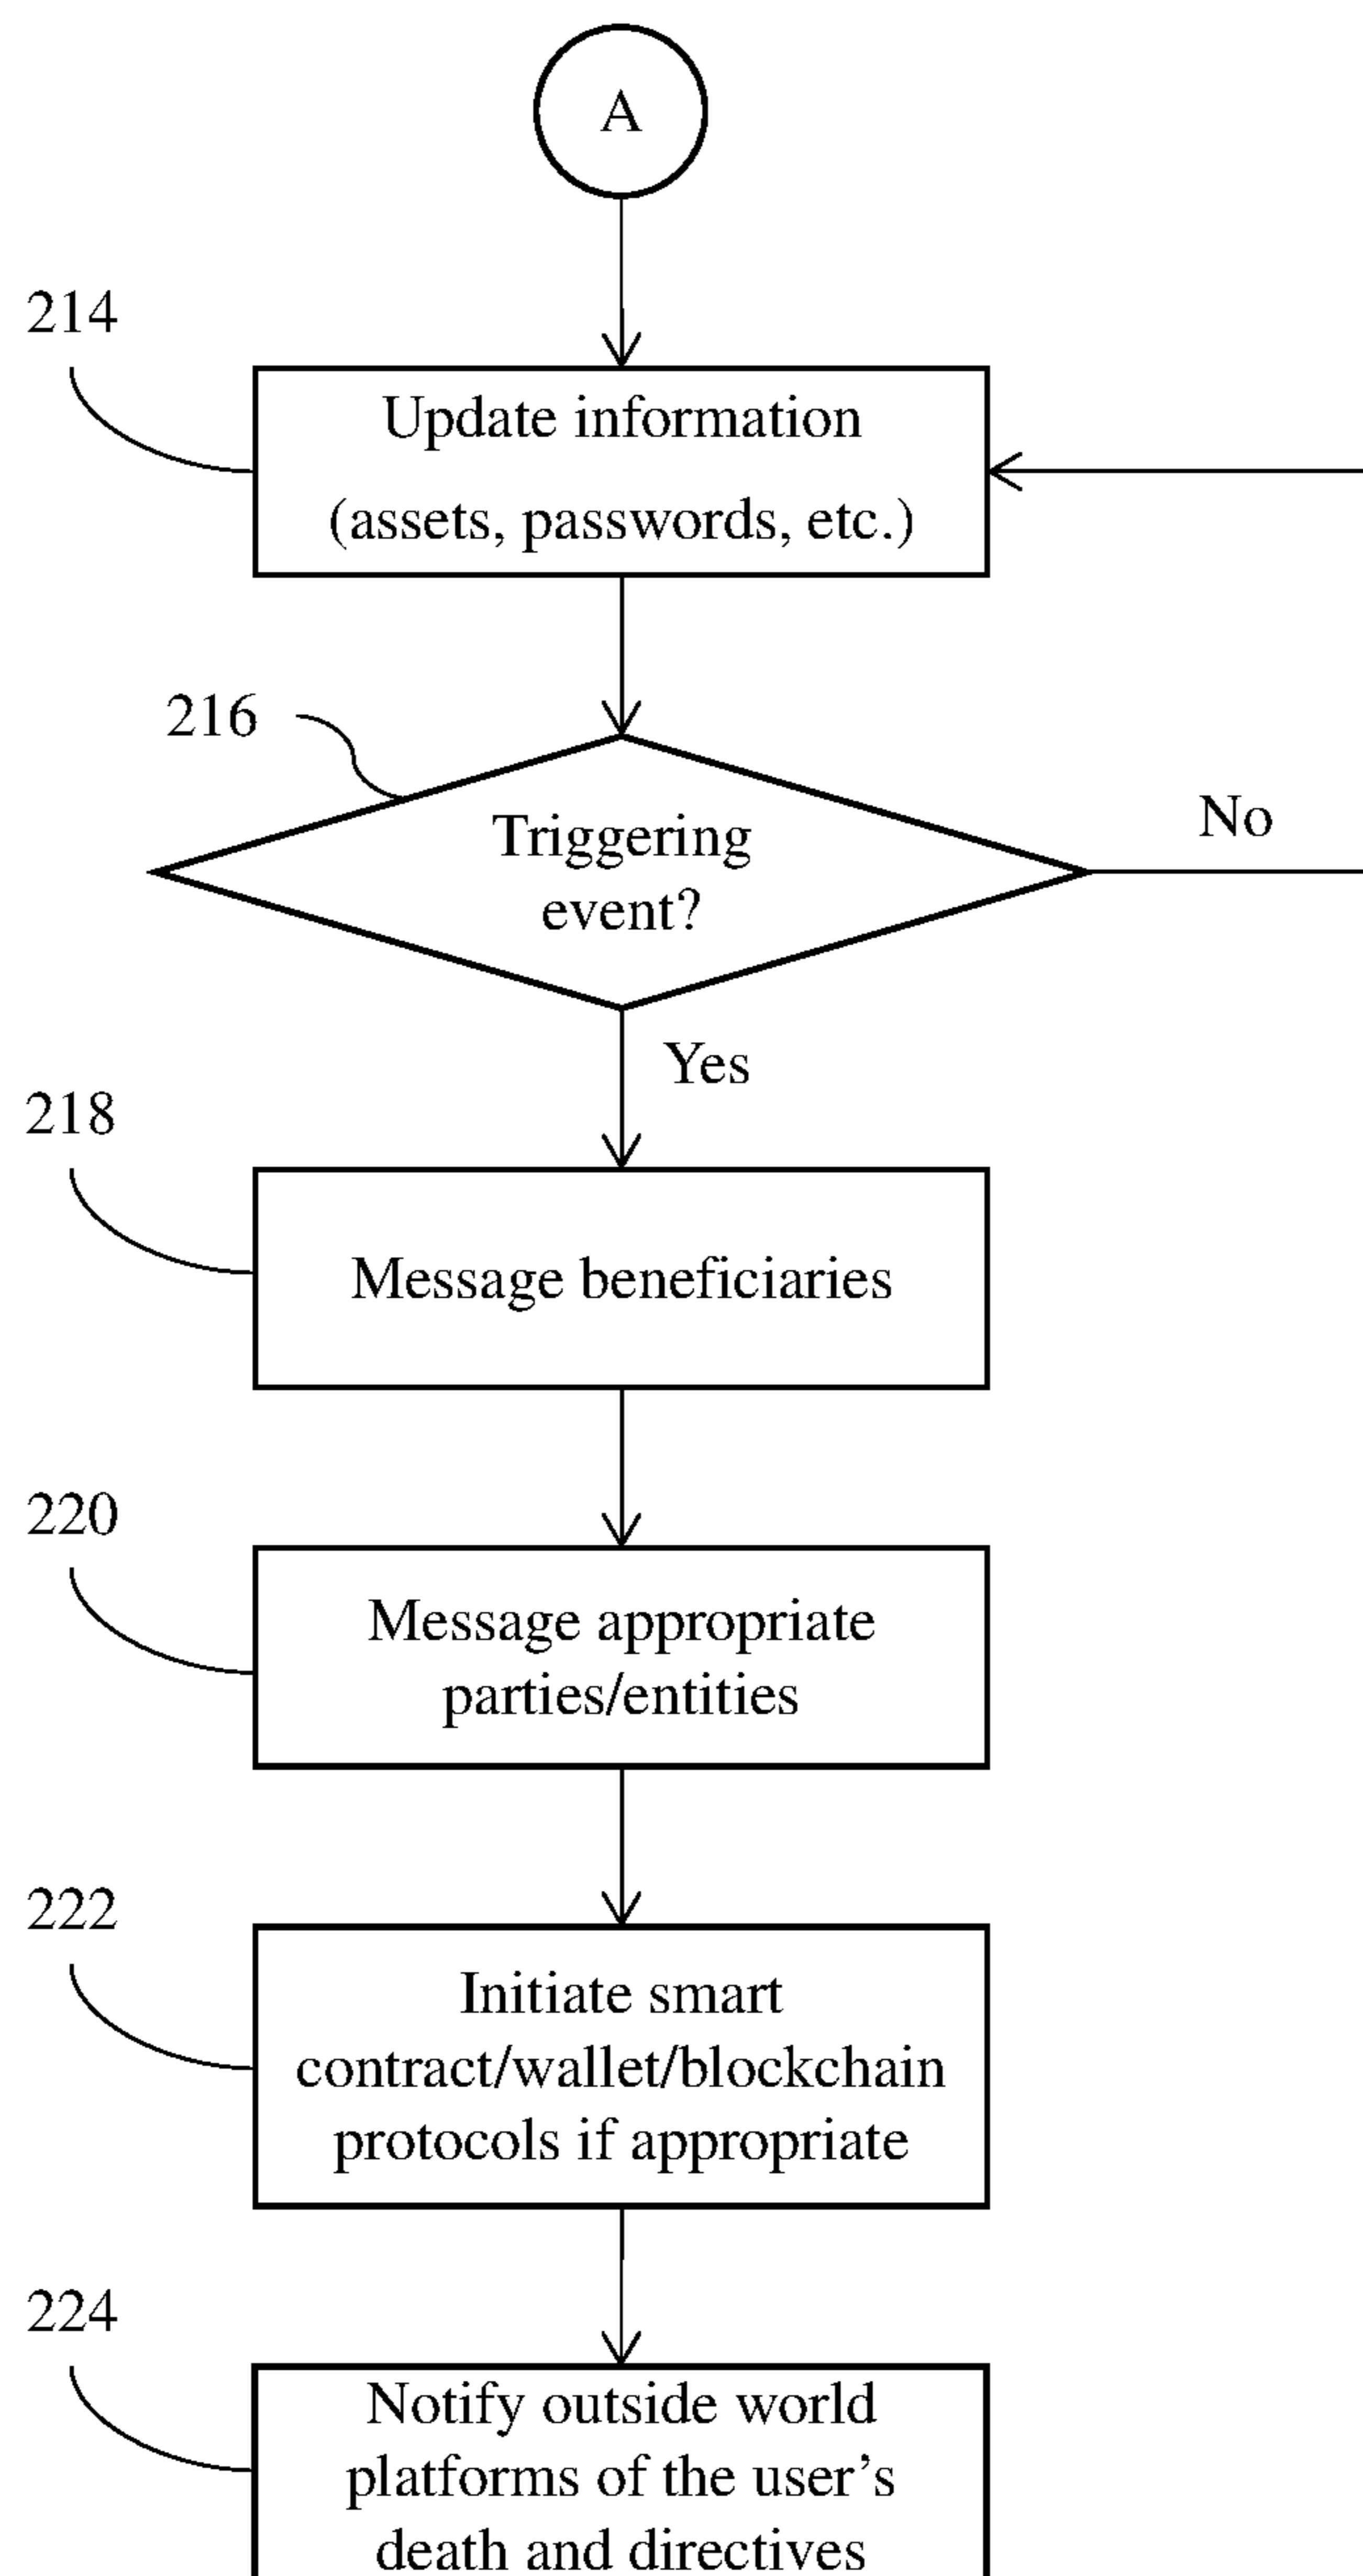 A
214
Update information
(assets, passwords, etc.)
216
Triggering
event?
No
Yes
218
Message beneficiaries
220
Message appropriate
parties/entities
222
Initiate smart
contract/wallet/blockchain
protocols if appropriate
224
Notify outside world
platforms of the user’s
death and directives